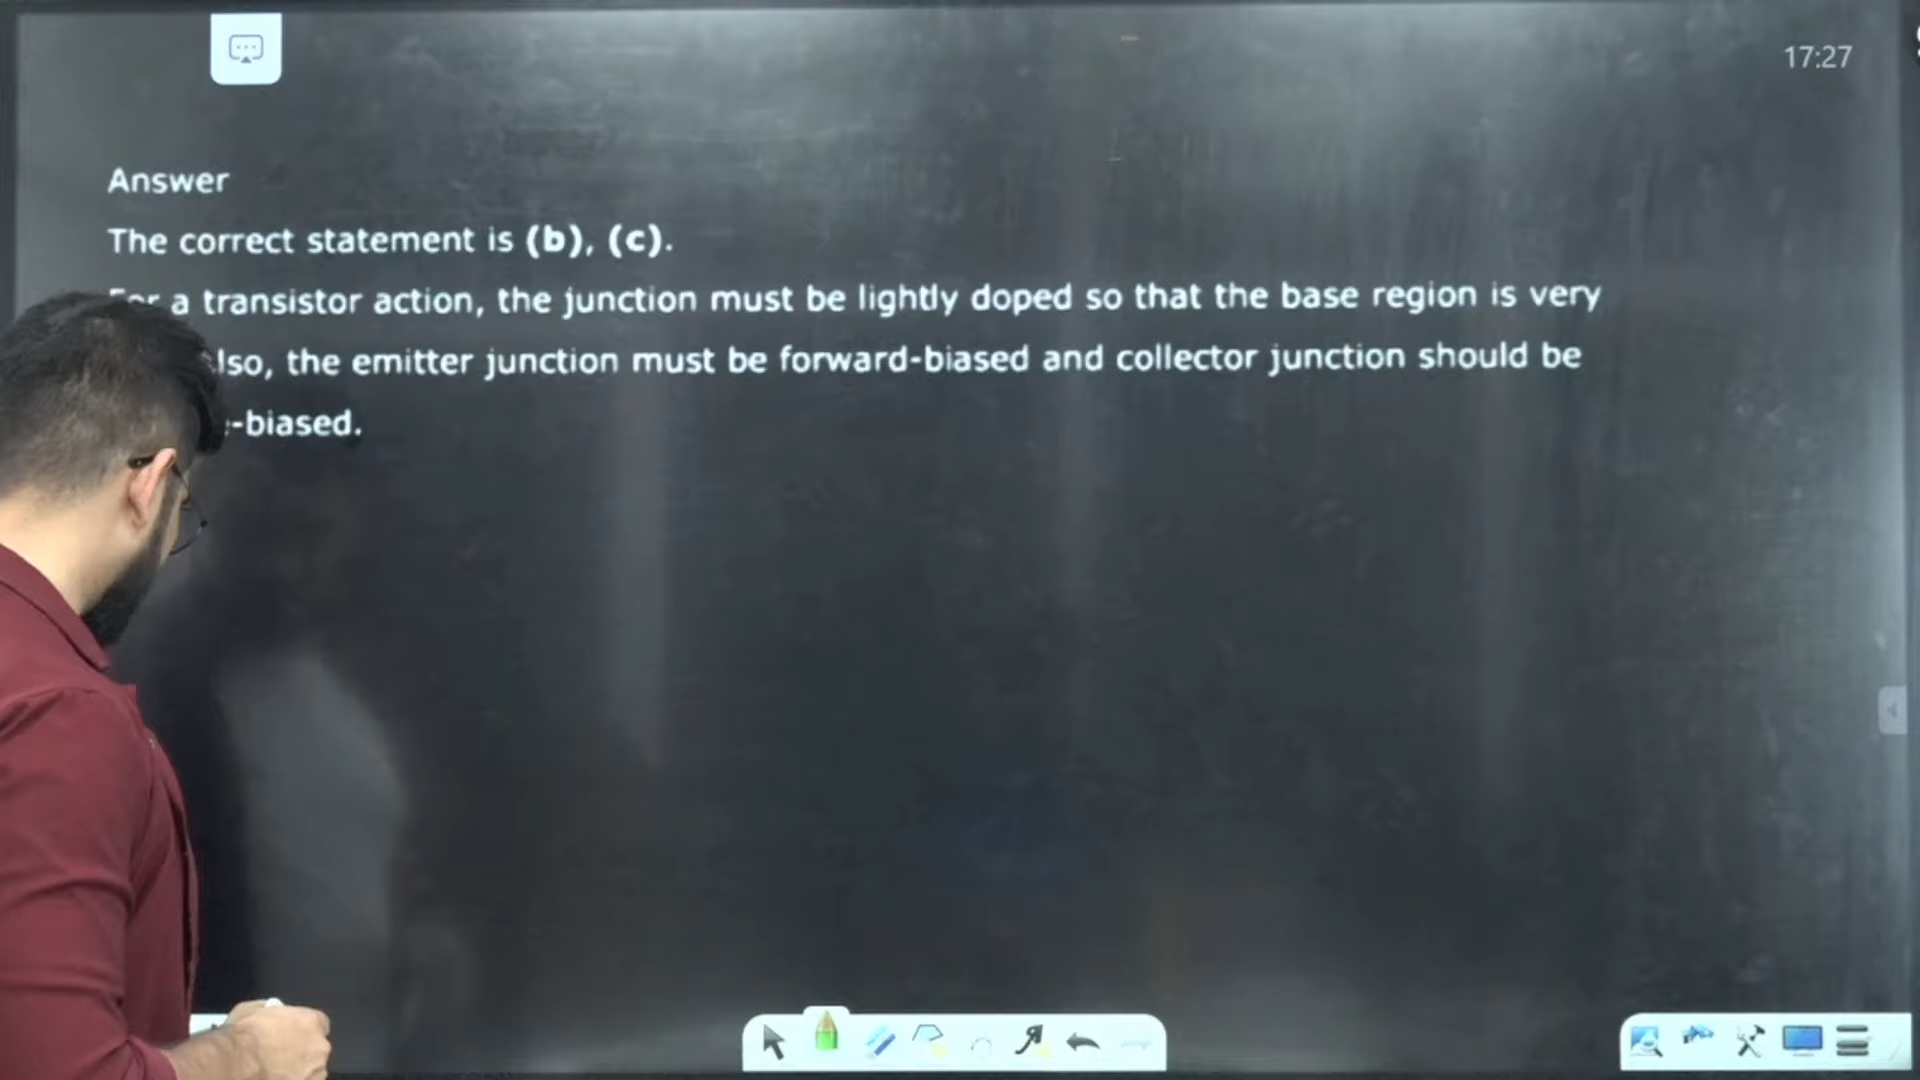 17:27
Answer
The correct statement is (b), (c).
a transistor action, the junction must be lightly doped so that the base region is very
the emitter junction must be forward-biased and collector junction should be
-biased.